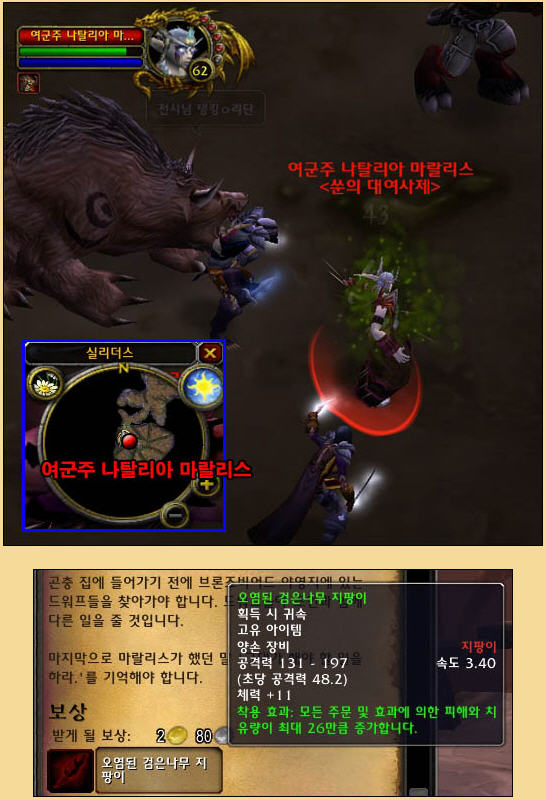 여군주 나탈리아 마...
62
전사님 탱킹ㅇ리단
여군주 나탈리아 마랄리스
<쑨의 대여사제>
43
실리더스
N
여군주 나탈리아 마랄리스
곤충 집에 들어가기 전에 브론즈비어드 야영지에 있는
드워프들을 찾아가야 합니다.
다른 일을 줄 것입니다.
마지막으로 마랄리스가 했던 말
하라.'를 기억해야 합니다.
보상
받게 될 보상: 2 80
오염된 검은나무 지
팡이
오염된 검은나무 지팡이
획득 시 귀속
고유 아이템
양손 장비 지팡이
공격력 131 - 197 속도 3.40
(초당 공격력 48.2)
체력 +11
착용 효과: 모든 주문 및 효과에 의한 피해와 치
유량이 최대 26만큼 증가합니다.